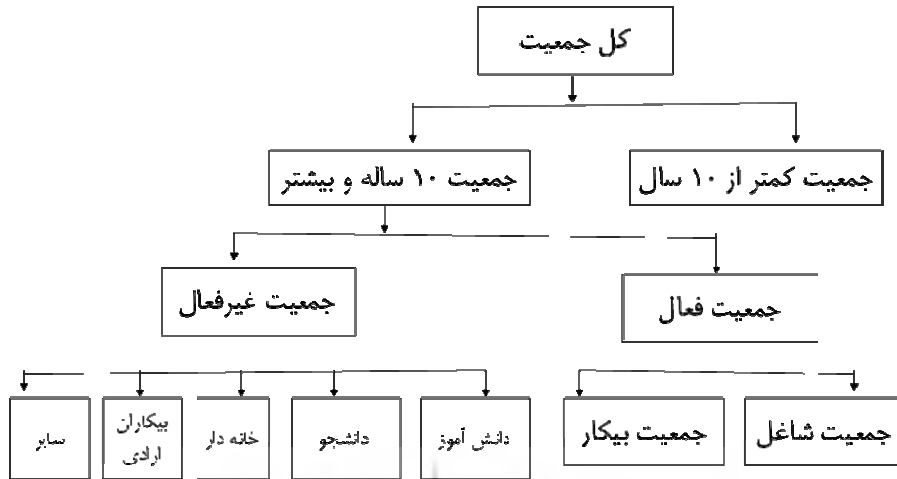 کل جمعیت
جمعیت کمتر از ۱۰ سال
جمعیت ۱۰ ساله و بیشتر
جمعیت فعال
جمعیت غیرفعال
جمعیت شاغل
جمعیت بیکار
دانش آموز
دانشجو
خانه دار
بیکاران
ارادی
سایر